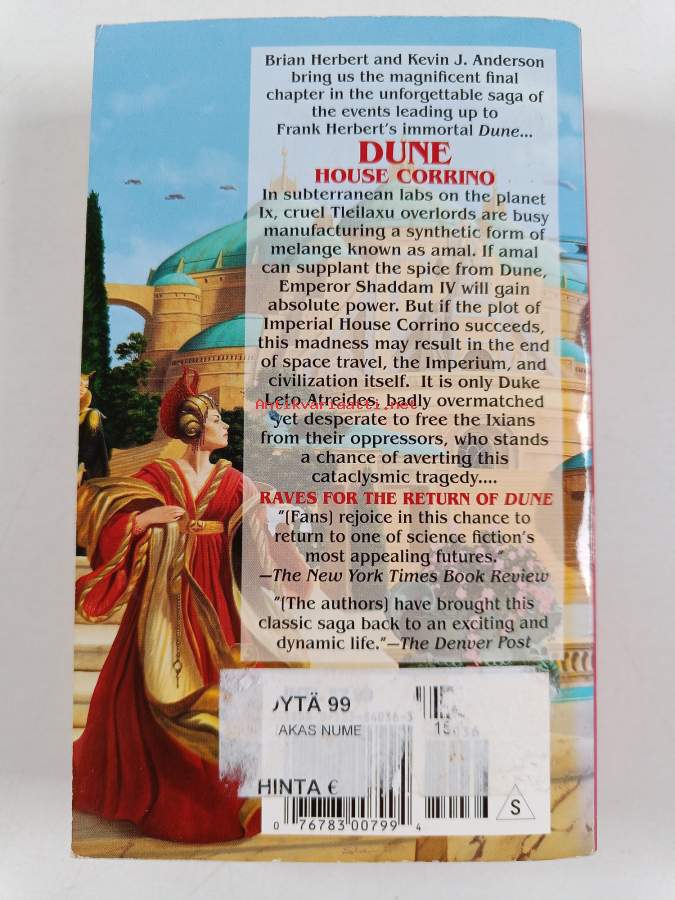 Brian Herbert and Kevin J. Anderson
bring us the magnificent final
chapter in the unforgettable saga of
the events leading up to
Frank Herbert's immortal Dune...
DUNE
HOUSE CORRINO
In subterranean labs on the planet
Ix, cruel Tleilaxu overlords are busy
manufacturing a synthetic form of
melange known as amal. If amal
can supplant the spice from Dune,
Emperor Shaddam IV will gain
absolute power. But if the plot of
Imperial House Corrino succeeds,
this madness may result in the end
of space travel, the Imperium, and
civilization itself. It is only Duke
Leto Atreides, badly overmatched
Antikvariaatti.net
yet desperate to free the Ixians
from their oppressors, who stands
a chance of averting this
cataclysmic tragedy....
RAVES FOR THE RETURN OF DUNE
"(Fans) rejoice in this chance to
return to one of science fiction's
most appealing futures."
—The New York Times Book Review
"(The authors) have brought this
classic saga back to an exciting and
dynamic life."—The Denver Post
ÖYTÄ 99
AKAS NUME
HINTA €
S
0 76783 00799 4